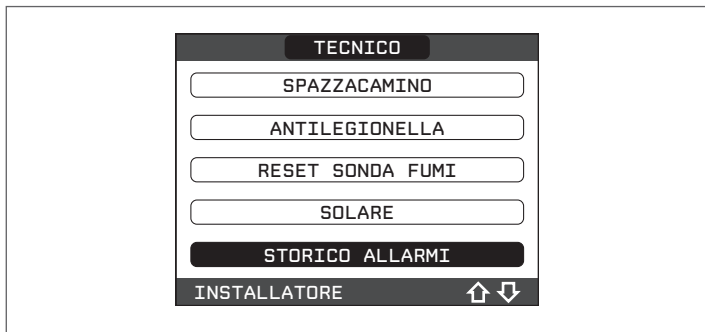 TECNICO
SPAZZACAMINO
ANTILEGIONELLA
RESET SONDA FUMI
SOLARE
STORICO ALLARMI
INSTALLATORE